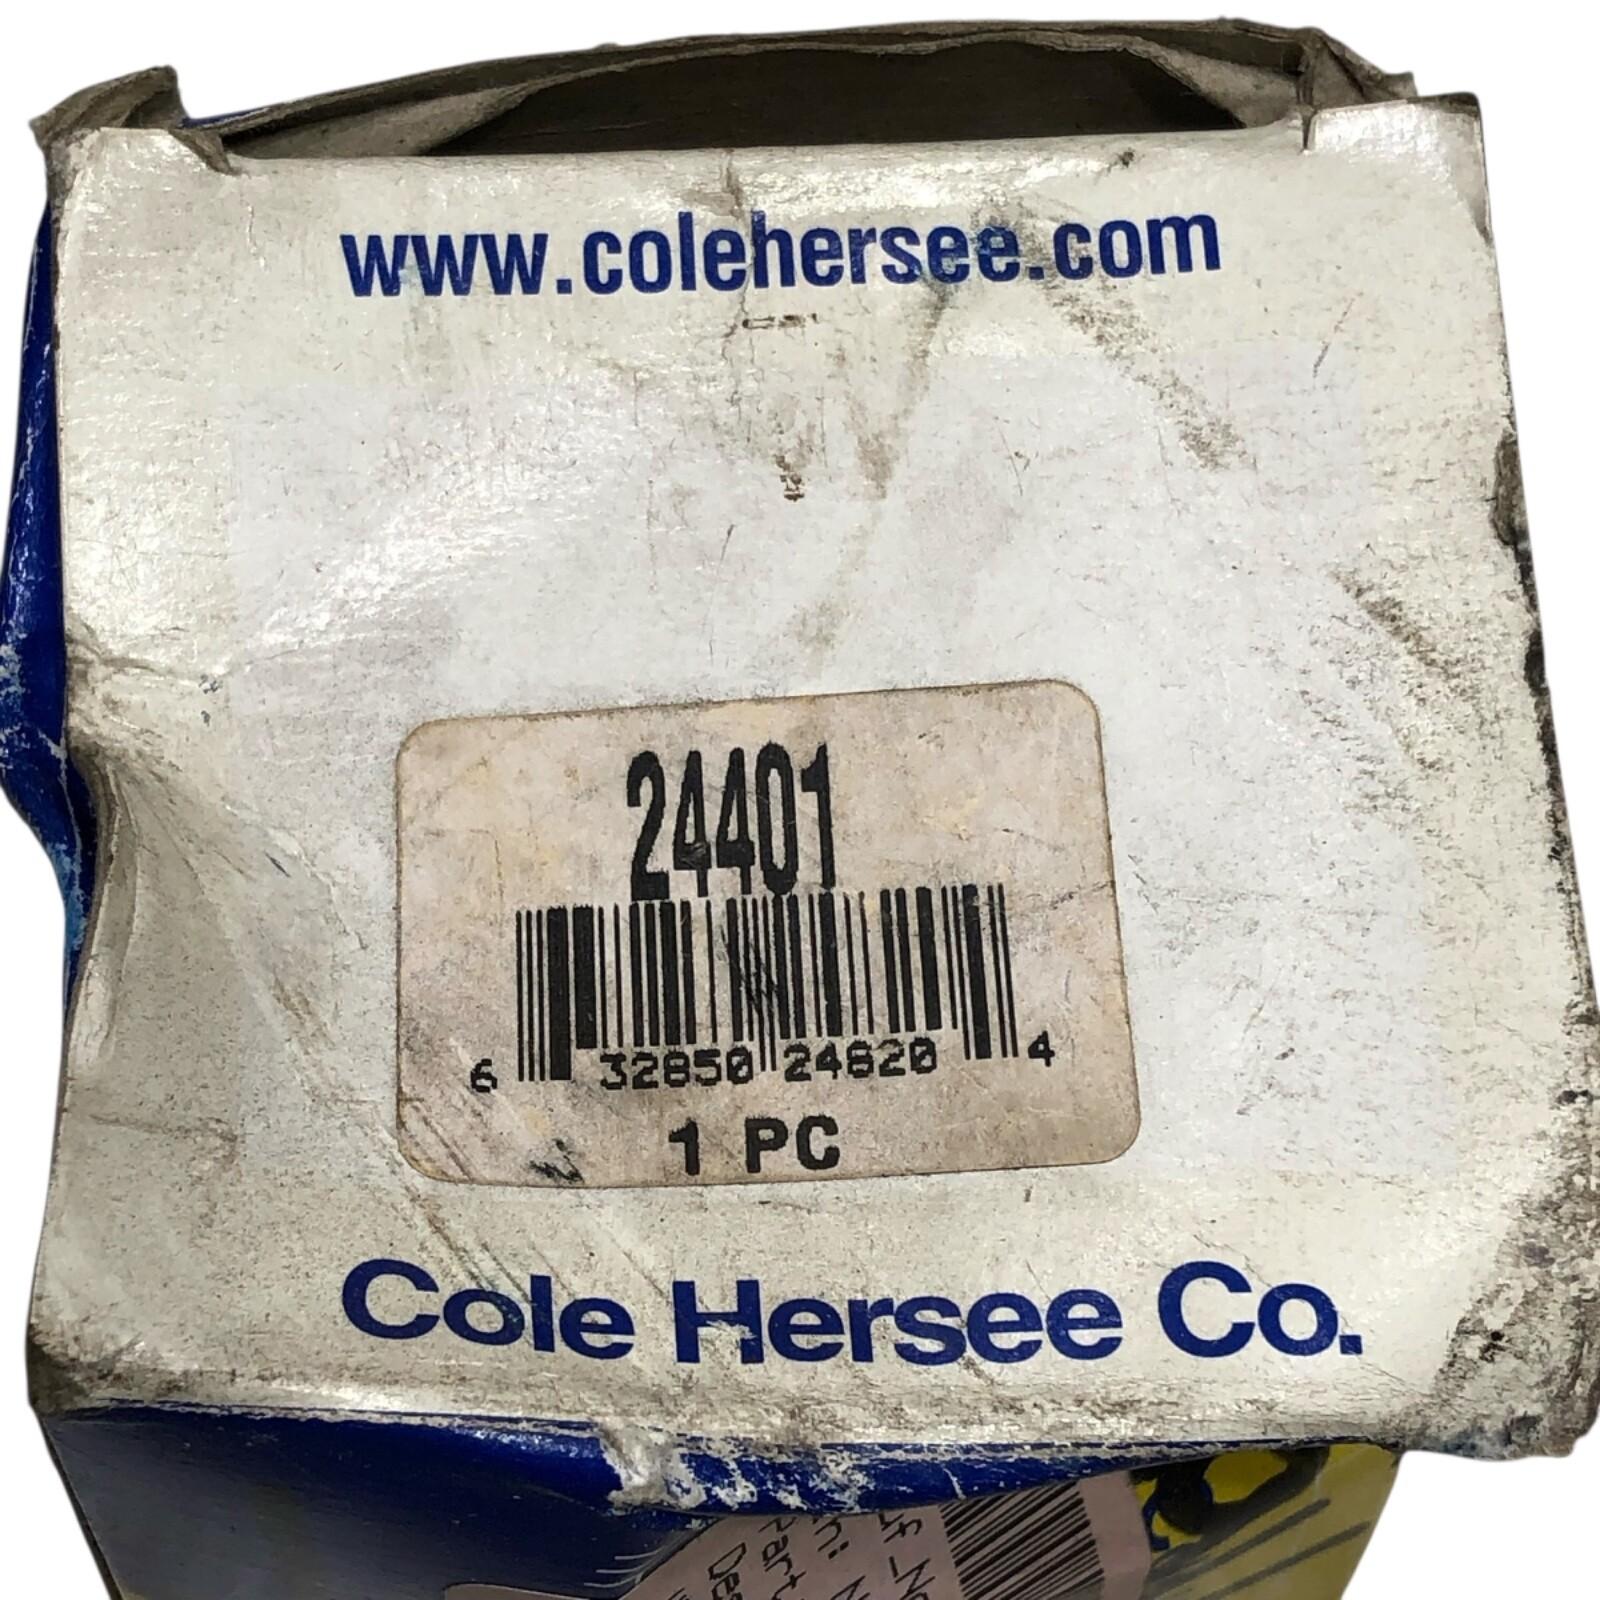 www.colehersee.com
24401
6 32850 24820 4
1 PC
Cole Hersee Co.